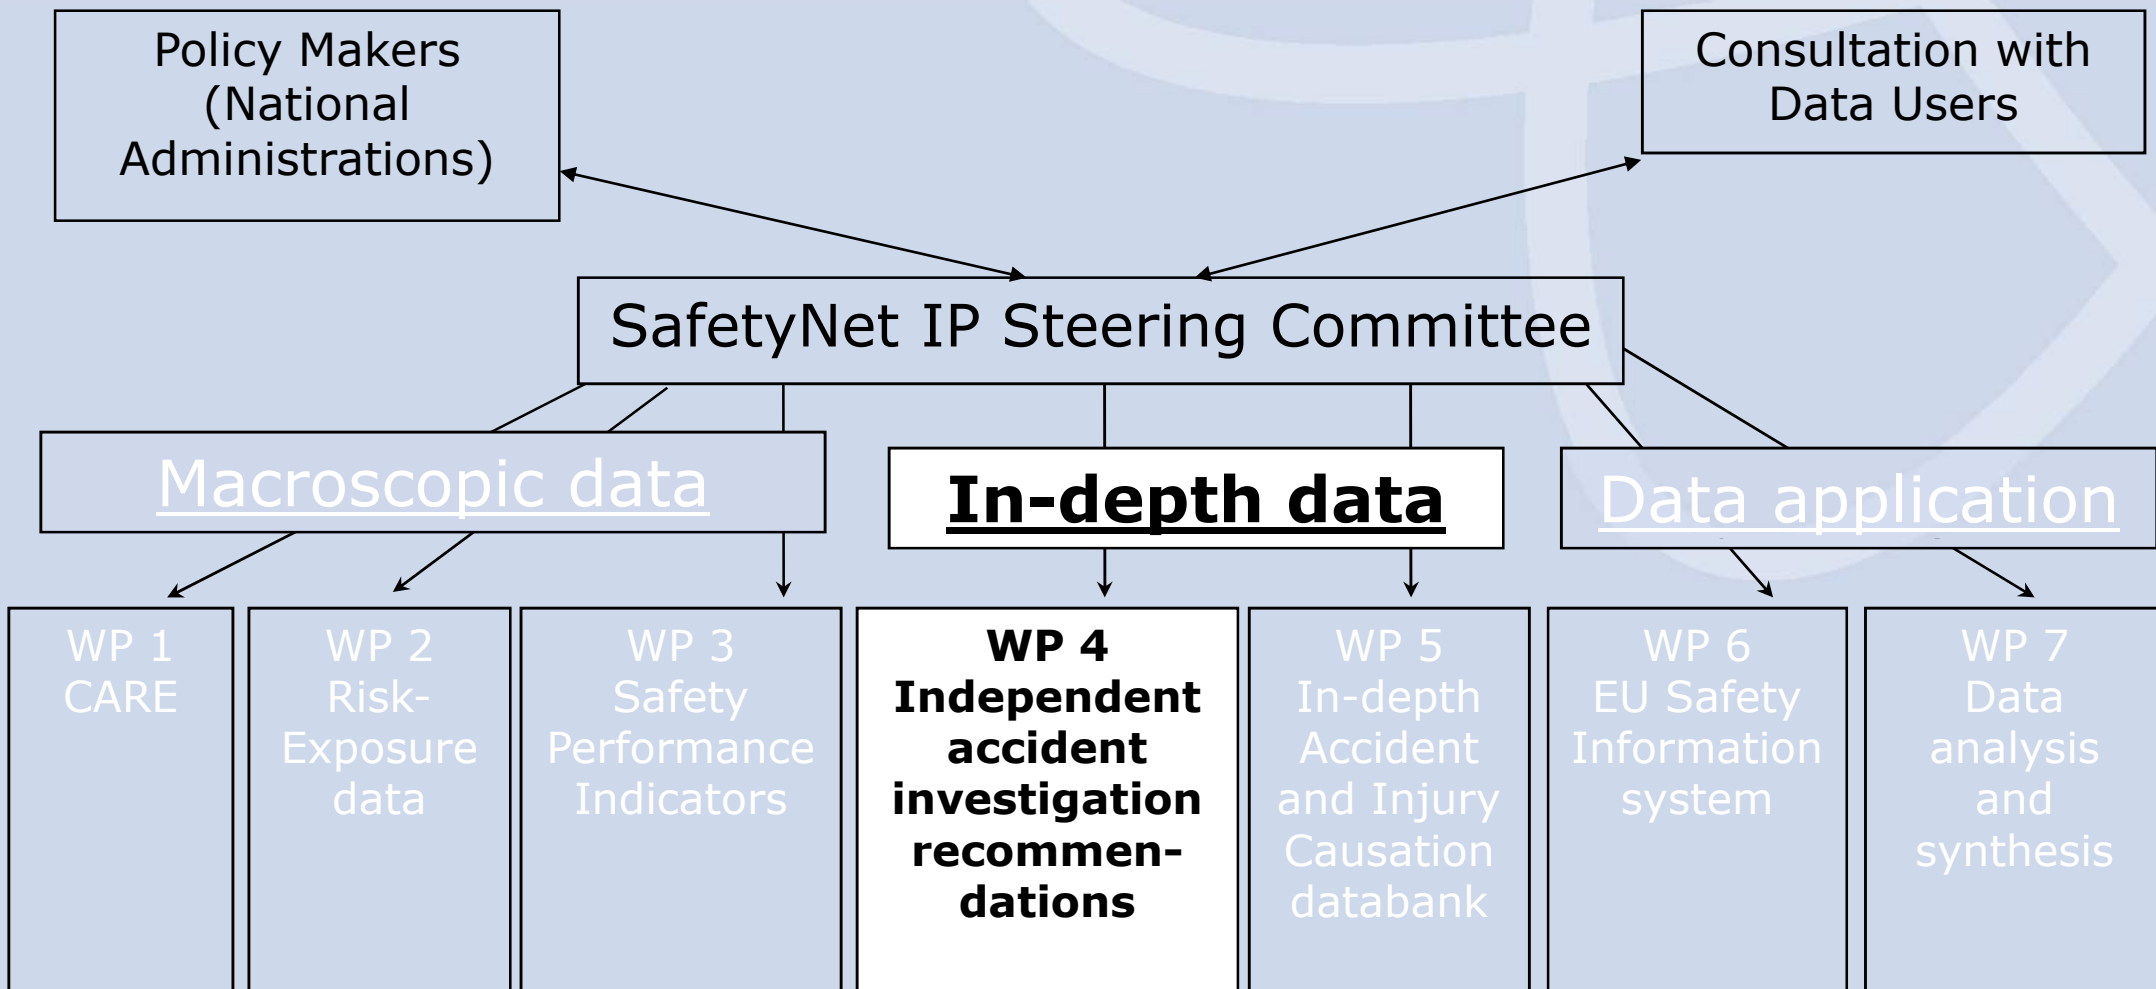 Policy Makers
(National
Administrations)
Consultation with
Data Users
SafetyNet IP Steering Committee
Macroscopic data
In-depth data
Data application
WP 1
CARE
WP 2
Risk-
Exposure
data
WP 3
Safety
Performance
Indicators
WP 4
Independent
accident
investigation
recommen-
dations
WP 5
In-depth
Accident
and Injury
Causation
databank
WP 6
EU Safety
Information
system
WP 7
Data
analysis
and
synthesis